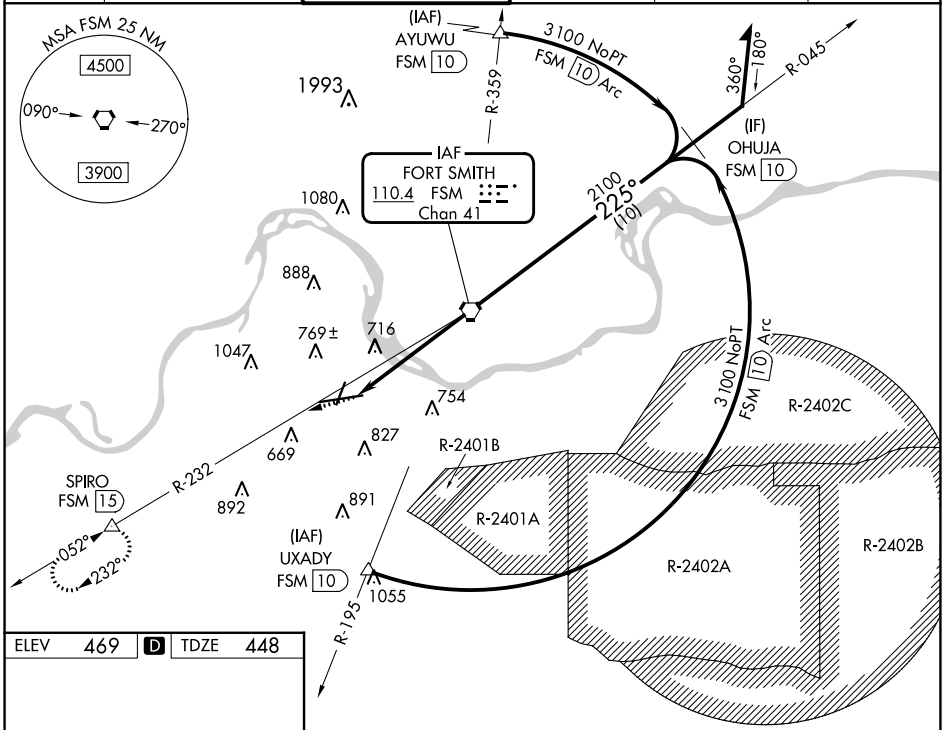 MSA FSM 25 NM
4500
090°
270°
3900
(IAF)
AYUWU
FSM 10
R-359
3100 NoPT
FSM 10 Arc
360°
180°
R-045
(IF)
OHUJA
FSM 10
1993
IAF
FORT SMITH
110.4 FSM
Chan 41
2100
225°
(10)
1080
888
769±
716
1047
754
3100 NoPT
FSM 10 Arc
R-2402C
669
827
R-2401B
SPIRO
FSM 15
R-232
892
891
R-2401A
R-2402B
R-2402A
052°
232°
(IAF)
UXADY
FSM 10
1055
R-195
ELEV 469 D TDZE 448